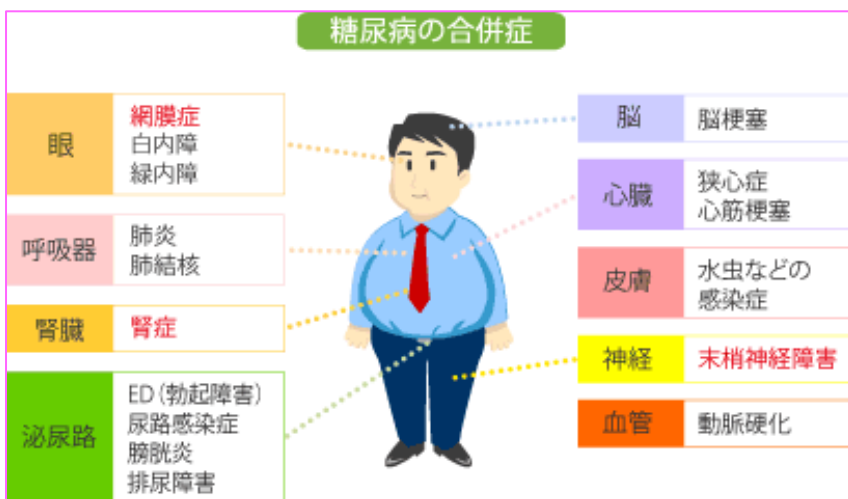 糖尿病の合併症
眼
網膜症
白内障
緑内障
呼吸器
肺炎
肺結核
腎臓
腎症
泌尿路
ED(勃起障害)
尿路感染症
膀胱炎
排尿障害
脳
脳梗塞
心臓
狭心症
心筋梗塞
皮膚
水虫などの
感染症
神経
末梢神経障害
血管
動脈硬化